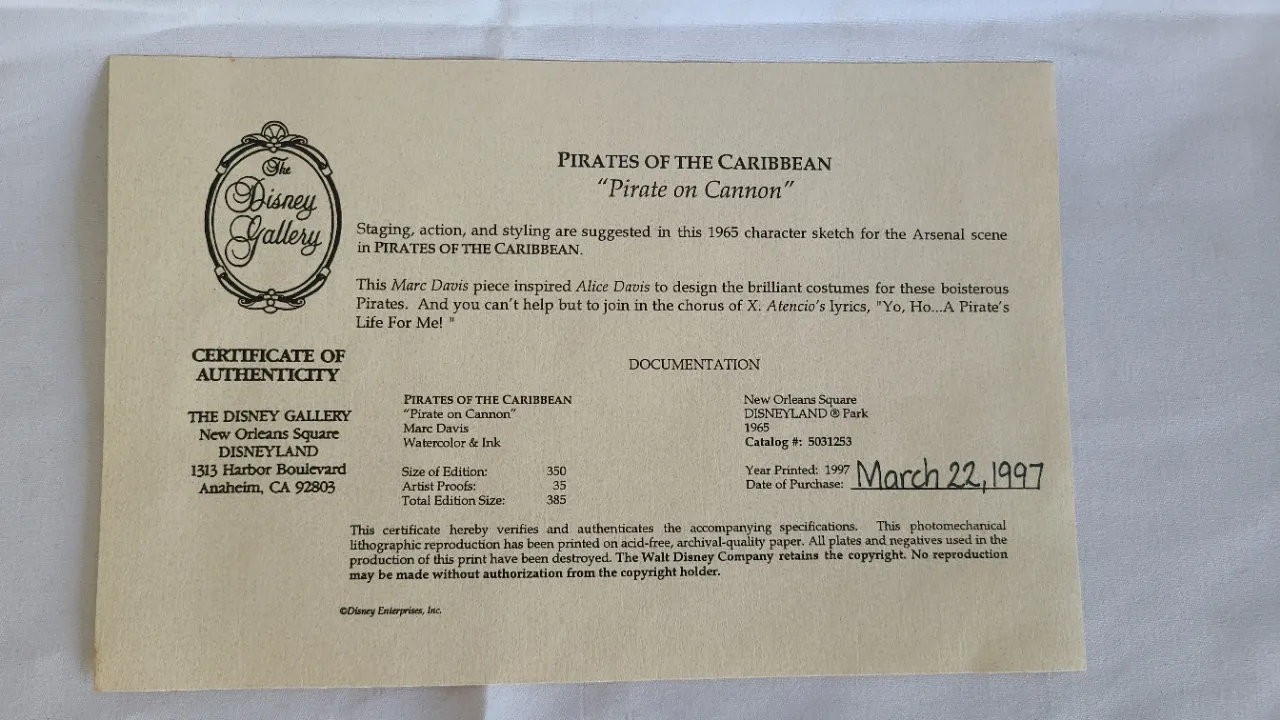 The
Disney
Gallery
CERTIFICATE OF
AUTHENTICITY
THE DISNEY GALLERY
New Orleans Square
DISNEYLAND
1313 Harbor Boulevard
Anaheim, CA 92803
PIRATES OF THE CARIBBEAN
"Pirate on Cannon"
Staging, action, and styling are suggested in this 1965 character sketch for the Arsenal scene
in PIRATES OF THE CARIBBEAN.
This Marc Davis piece inspired Alice Davis to design the brilliant costumes for these boisterous
Pirates. And you can't help but to join in the chorus of X. Atencio's lyrics, "Yo, Ho...A Pirate's
Life For Me! "
DOCUMENTATION
PIRATES OF THE CARIBBEAN
"Pirate on Cannon"
Marc Davis
Watercolor & Ink
Size of Edition: 350
Artist Proofs: 35
Total Edition Size: 385
New Orleans Square
DISNEYLAND ® Park
1965
Catalog #: 5031253
Year Printed: 1997
Date of Purchase: March 22, 1997
This certificate hereby verifies and authenticates the accompanying specifications. This photomechanical
lithographic reproduction has been printed on acid-free, archival-quality paper. All plates and negatives used in the
production of this print have been destroyed. The Walt Disney Company retains the copyright. No reproduction
may be made without authorization from the copyright holder.
©Disney Enterprises, Inc.